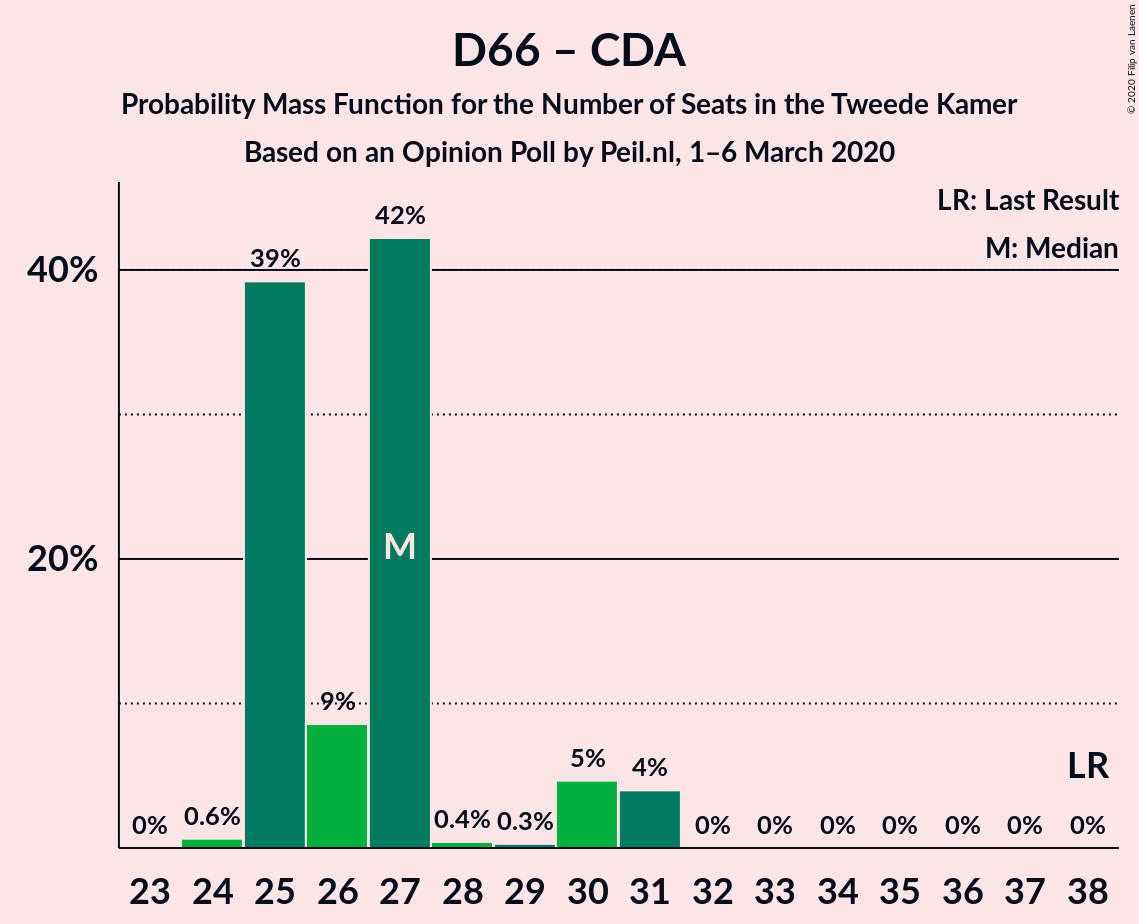 D66 – CDA
Probability Mass Function for the Number of Seats in the Tweede Kamer
Based on an Opinion Poll by Peil.nl, 1–6 March 2020
© 2020 Filip van Laenen
LR: Last Result
M: Median
40%
20%
0% 0.6% 39% 9% 42% 0.4% 0.3% 5% 4% 0% 0% 0% 0% 0% 0% 0%
M
LR
23 24 25 26 27 28 29 30 31 32 33 34 35 36 37 38